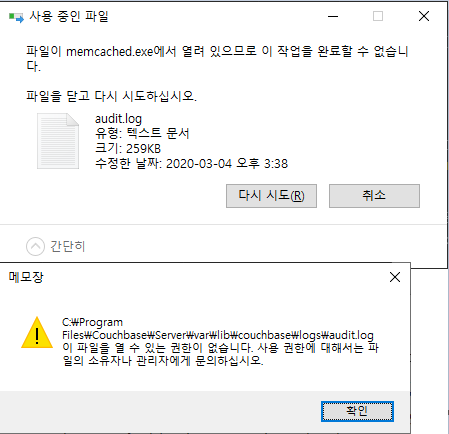 사용 중인 파일
파일이 memcached.exe에서 열려 있으므로 이 작업을 완료할 수 없습니
다.
파일을 닫고 다시 시도하십시오.
audit.log
유형: 텍스트 문서
크기: 259KB
수정한 날짜: 2020-03-04 오후 3:38
다시 시도(R)
취소
간단히
메모장
C:₩Program
Files₩Couchbase₩Server₩var₩lib₩couchbase₩logs₩audit.log
이 파일을 열 수 있는 권한이 없습니다. 사용 권한에 대해서는 파
일의 소유자나 관리자에게 문의하십시오.
확인